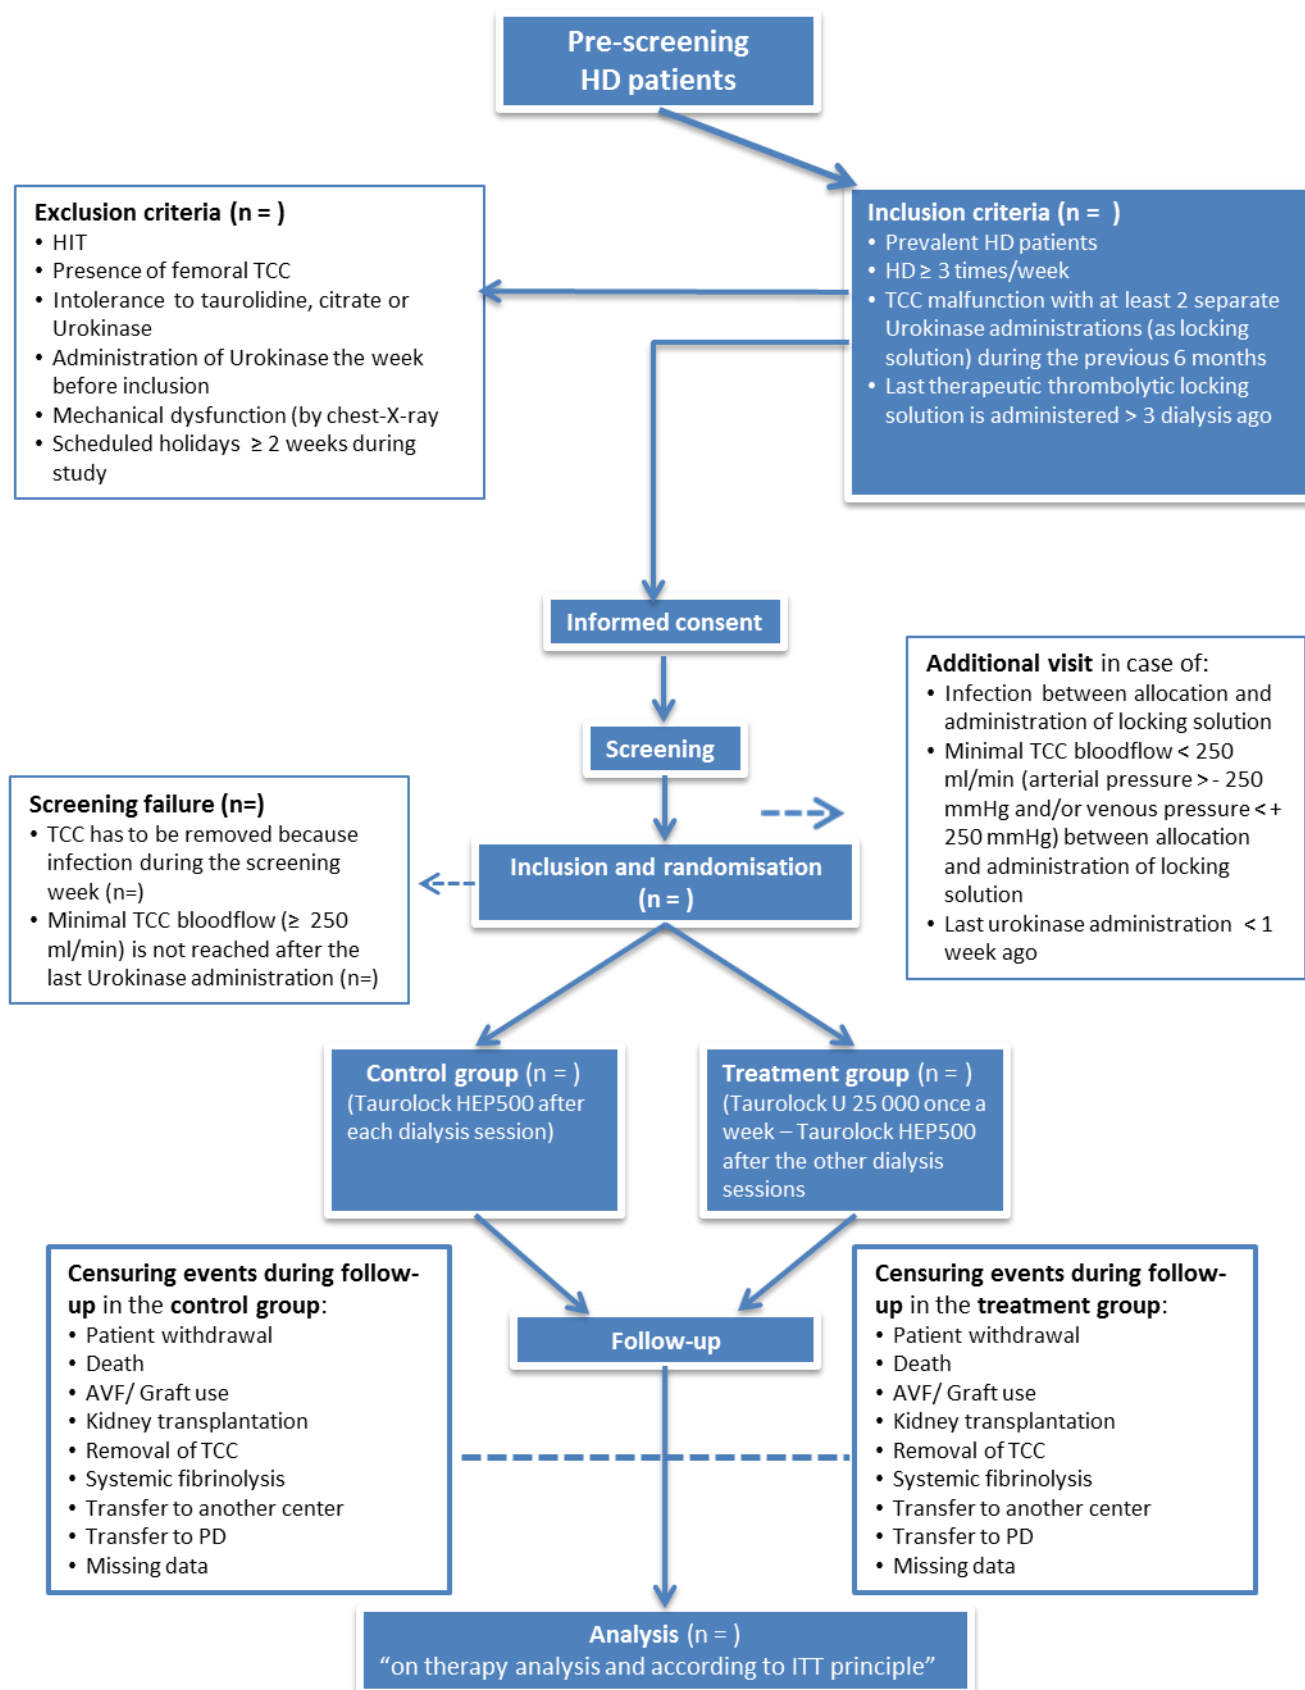 Pre-screening
HD patients
Exclusion criteria (n = )
• HIT
• Presence of femoral TCC
• Intolerance to taurolidine, citrate or
Urokinase
• Administration of Urokinase the week
before inclusion
• Mechanical dysfunction (by chest-X-ray
• Scheduled holidays ≥ 2 weeks during
study
Inclusion criteria (n = )
• Prevalent HD patients
• HD ≥ 3 times/week
• TCC malfunction with at least 2 separate
Urokinase administrations (as locking
solution) during the previous 6 months
• Last therapeutic thrombolytic locking
solution is administered > 3 dialysis ago
Informed consent
Screening
Additional visit in case of:
• Infection between allocation and
administration of locking solution
• Minimal TCC bloodflow < 250
ml/min (arterial pressure > - 250
mmHg and/or venous pressure < +
250 mmHg) between allocation
and administration of locking
solution
• Last urokinase administration < 1
week ago
Screening failure (n=)
• TCC has to be removed because
infection during the screening
week (n=)
• Minimal TCC bloodflow (≥ 250
ml/min) is not reached after the
last Urokinase administration (n=)
Inclusion and randomisation
(n = )
Control group (n = )
(Taurolock HEP500 after
each dialysis session)
Treatment group (n = )
(Taurolock U 25 000 once a
week – Taurolock HEP500
after the other dialysis
sessions
Censuring events during follow-
up in the control group:
• Patient withdrawal
• Death
• AVF/ Graft use
• Kidney transplantation
• Removal of TCC
• Systemic fibrinolysis
• Transfer to another center
• Transfer to PD
• Missing data
Follow-up
Censuring events during follow-
up in the treatment group:
• Patient withdrawal
• Death
• AVF/ Graft use
• Kidney transplantation
• Removal of TCC
• Systemic fibrinolysis
• Transfer to another center
• Transfer to PD
• Missing data
Analysis (n = )
“on therapy analysis and according to ITT principle”